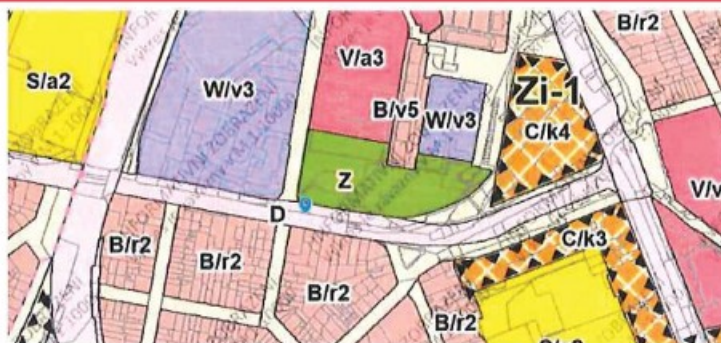 B/r2
S/a2
V/a3
W/v3
Zi-1
B/v5
W/v3
C/k4
Z
V/v
D
B/r2
C/k3
B/r2
B/r2
B/r2